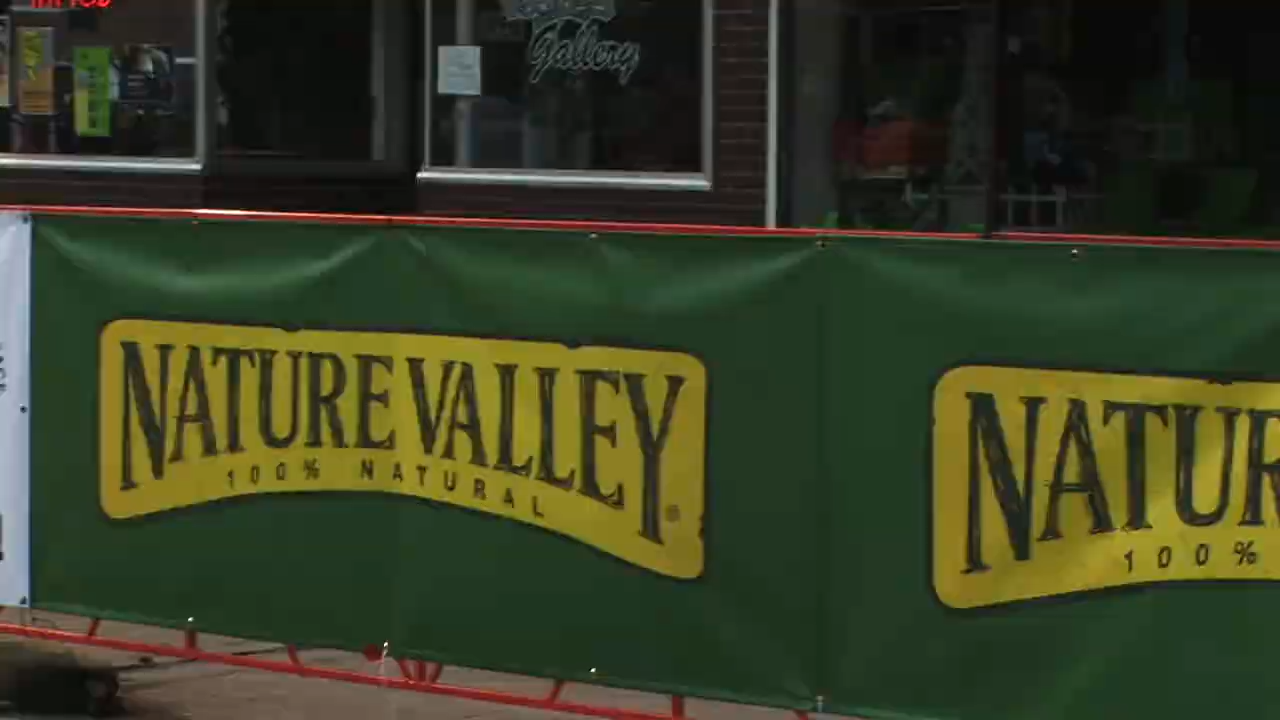 Gallery
NATURE VALLEY
100% NATURAL
®
NATUR
100%